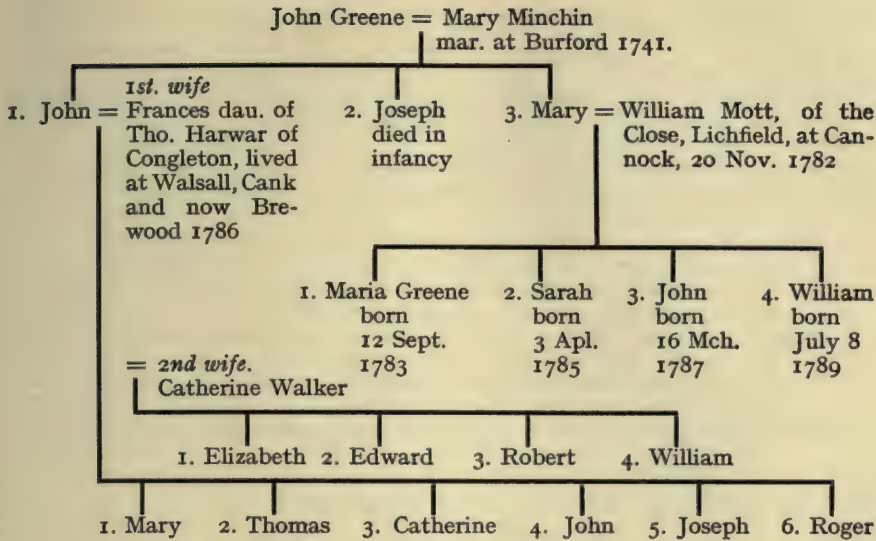 John Greene = Mary Minchin
mar. at Burford 1741.
1st. wife
1. John = Frances dau. of
Tho. Harwar of
Congleton, lived
at Walsall, Cank
and now Bre-
wood 1786
2. Joseph
died in
infancy
3. Mary = William Mott, of the
Close, Lichfield, at Can-
nock, 20 Nov. 1782
1. Maria Greene
born
12 Sept.
1783
2. Sarah
born
3 Apl.
1785
3. John
born
16 Mch.
1787
4. William
born
July 8
1789
= 2nd wife.
Catherine Walker
1. Elizabeth 2. Edward 3. Robert 4. William
1. Mary 2. Thomas 3. Catherine 4. John 5. Joseph 6. Roger